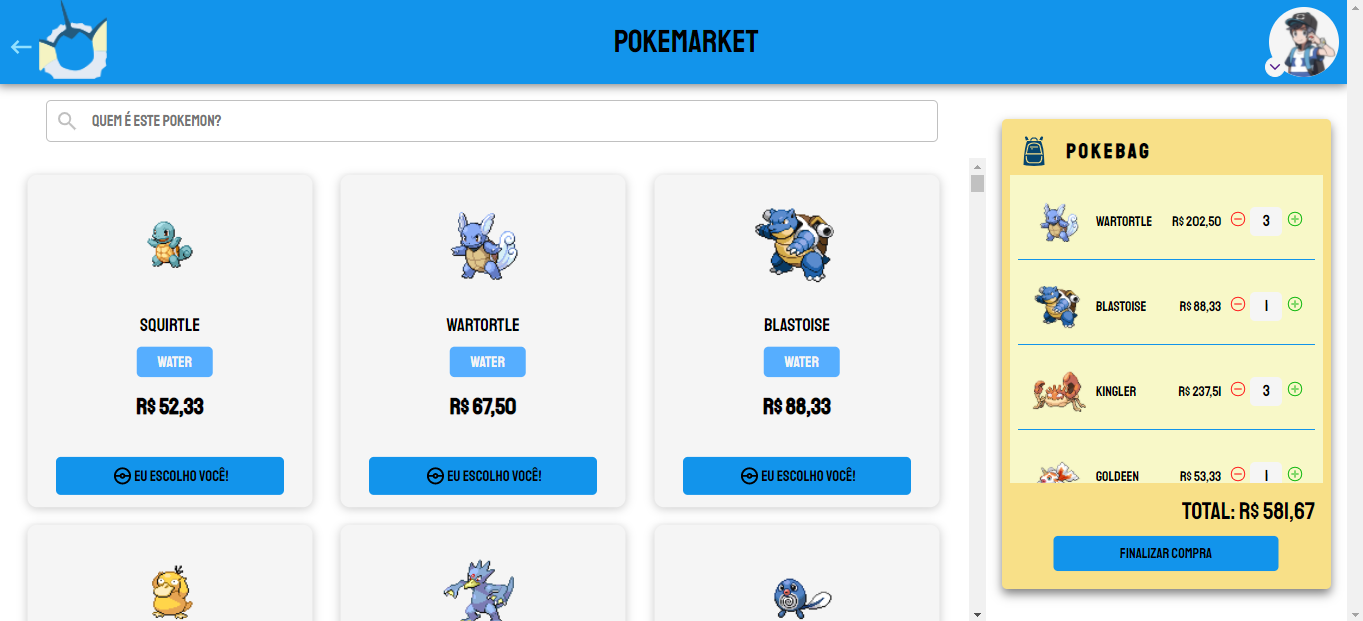 POKEMARKET
QUEM É ESTE POKEMON?
SQUIRTLE
WATER
R$ 52,33
EU ESCOLHO VOCÊ!
WARTORTLE
WATER
R$ 67,50
EU ESCOLHO VOCÊ!
BLASTOISE
WATER
R$ 88,33
EU ESCOLHO VOCÊ!
POKEBAG
WARTORTLE R$ 202,50 3
BLASTOISE R$ 88,33 1
KINGLER R$ 237,51 3
GOLDEEN R$ 53,33 1
TOTAL: R$ 581,67
FINALIZAR COMPRA